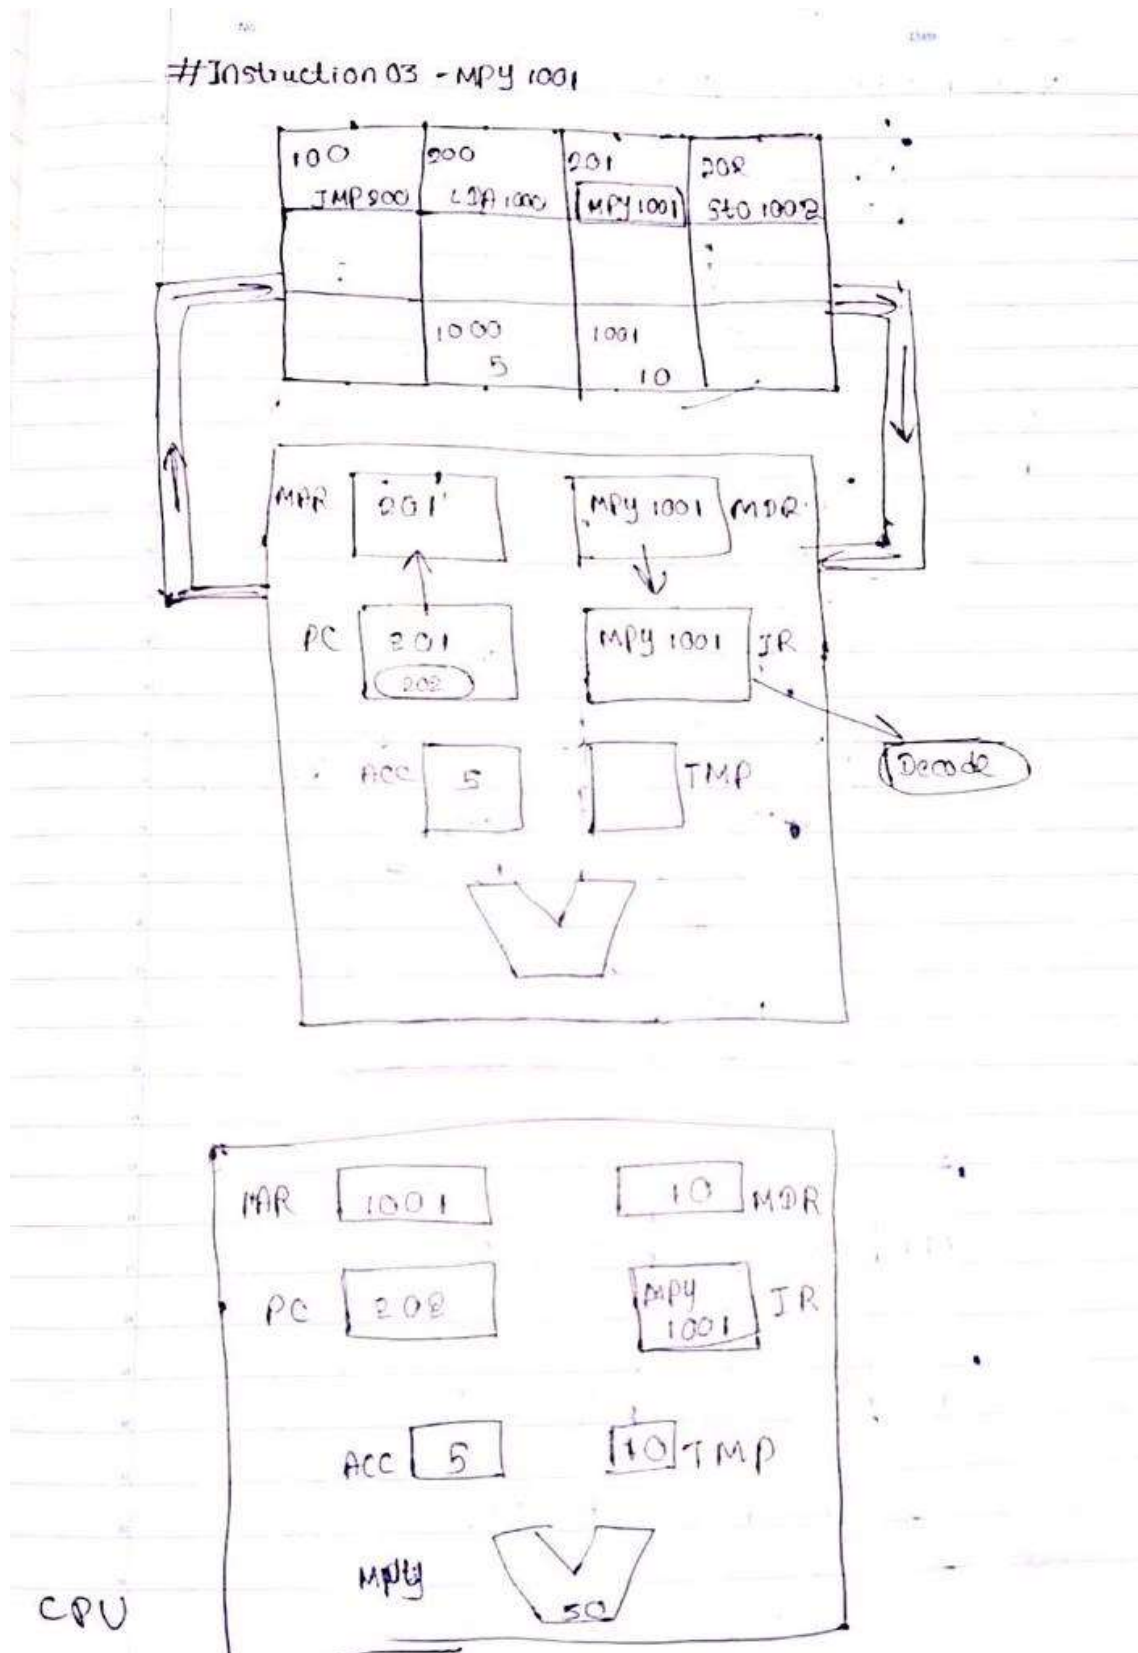 #Instruction 03 - MPY 1001
100 200 201 202
JMP 200 LDA 1000 MPY 1001 STO 1002
1000 1001
5 10
MAR 201 MPY 1001 MDR
PC 201 MPY 1001 IR
202
ACC 5 TMP
Decode
MAR 1001 10 MDR
PC 202 MPY IR
1001
ACC 5 10 TMP
Mply
50
CPU